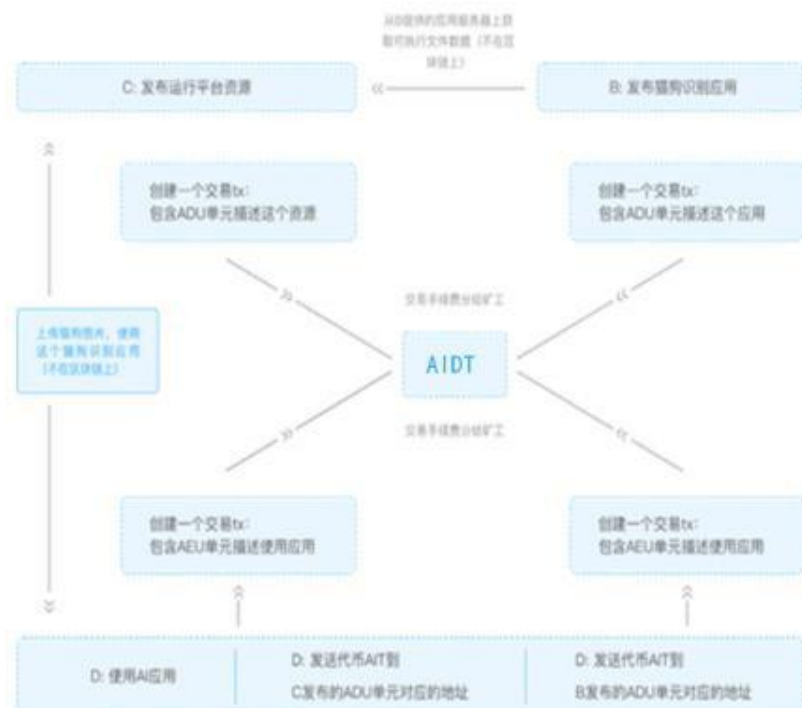 从B提供的应用服务器上获
取可执行文件数据（不在区
块链上）
C: 发布运行平台资源
B: 发布猫狗识别应用
创建一个交易tx:
包含ADU单元描述这个资源
创建一个交易tx:
包含ADU单元描述这个应用
交易手续费分给矿工
上传猫狗图片，使用
这个猫狗识别应用
（不在区块链上）
AIDT
交易手续费分给矿工
创建一个交易tx:
包含AEU单元描述使用应用
创建一个交易tx:
包含AEU单元描述使用应用
D: 使用AI应用
D: 发送代币AIT到
C发布的ADU单元对应的地址
D: 发送代币AIT到
B发布的ADU单元对应的地址